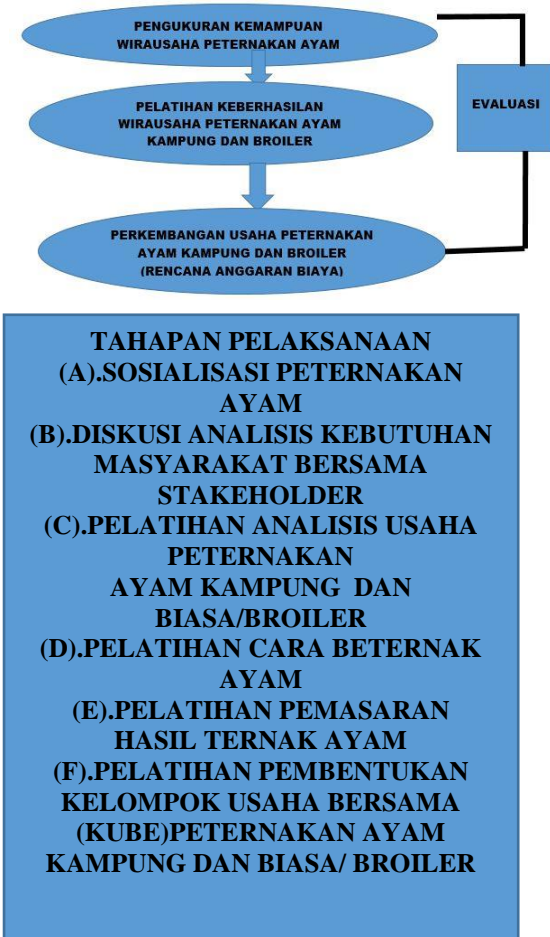 PENGUKURAN KEMAMPUAN
WIRAUSAHA PETERNAKAN AYAM
PELATIHAN KEBERHASILAN
WIRAUSAHA PETERNAKAN AYAM
KAMPUNG DAN BROILER
EVALUASI
PERKEMBANGAN USAHA PETERNAKAN
AYAM KAMPUNG DAN BROILER
(RENCANA ANGGARAN BIAYA)
TAHAPAN PELAKSANAAN
(A).SOSIALISASI PETERNAKAN
AYAM
(B).DISKUSI ANALISIS KEBUTUHAN
MASYARAKAT BERSAMA
STAKEHOLDER
(C).PELATIHAN ANALISIS USAHA
PETERNAKAN
AYAM KAMPUNG DAN
BIASA/BROILER
(D).PELATIHAN CARA BETERNAK
AYAM
(E).PELATIHAN PEMASARAN
HASIL TERNAK AYAM
(F).PELATIHAN PEMBENTUKAN
KELOMPOK USAHA BERSAMA
(KUBE)PETERNAKAN AYAM
KAMPUNG DAN BIASA/ BROILER